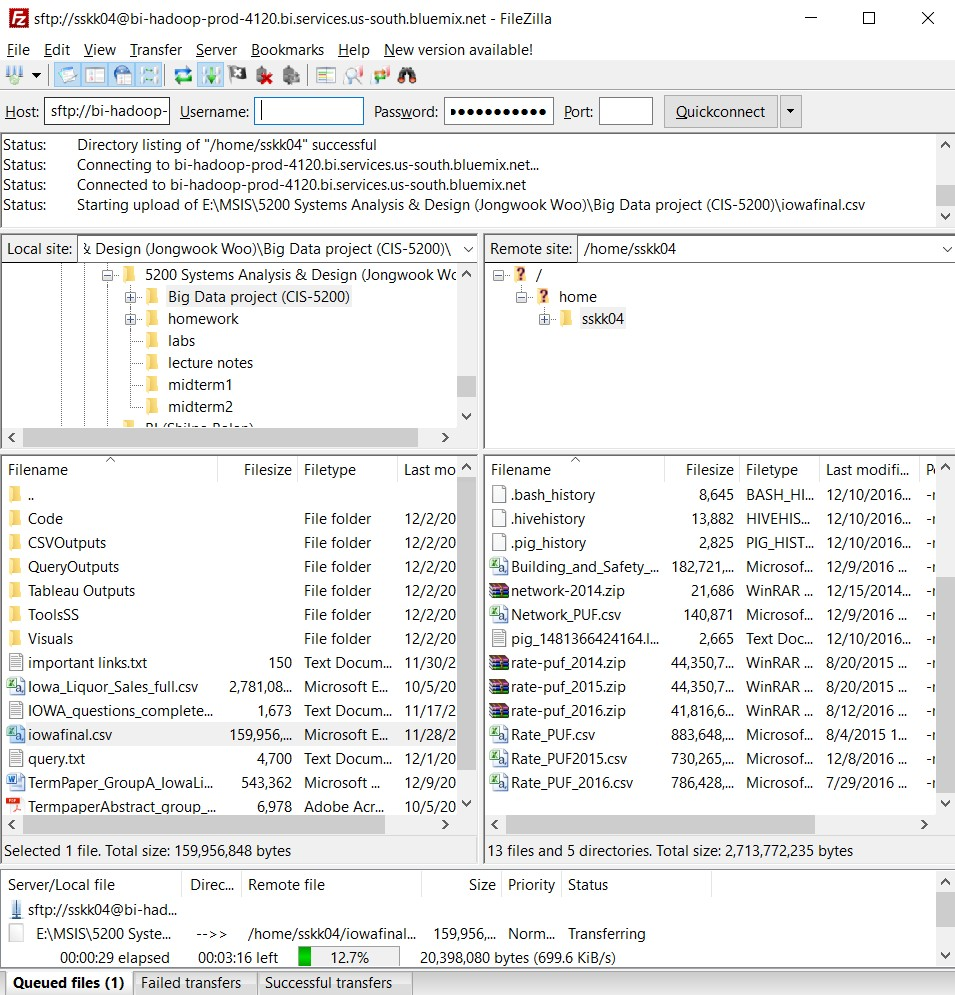 sftp://sskk04@bi-hadoop-prod-4120.bi.services.us-south.bluemix.net - FileZilla
File Edit View Transfer Server Bookmarks Help New version available!
Host: sftp://bi-hadoop- Username: Password: ●●●●●●●●●●● Port: Quickconnect
Status: Directory listing of "/home/sskk04" successful
Status: Connecting to bi-hadoop-prod-4120.bi.services.us-south.bluemix.net...
Status: Connected to bi-hadoop-prod-4120.bi.services.us-south.bluemix.net
Status: Starting upload of E:\MSIS\5200 Systems Analysis & Design (Jongwook Woo)\Big Data project (CIS-5200)\iowafinal.csv
Local site: & Design (Jongwook Woo)\Big Data project (CIS-5200)\
5200 Systems Analysis & Design (Jongwook Wo
Big Data project (CIS-5200)
homework
labs
lecture notes
midterm1
midterm2
Remote site: /home/sskk04
/
home
sskk04
Filename Filesize Filetype Last mo
..
Code File folder 12/2/20
CSVOutputs File folder 12/2/20
QueryOutputs File folder 12/2/20
Tableau Outputs File folder 12/2/20
ToolsSS File folder 12/2/20
Visuals File folder 12/2/20
important links.txt 150 Text Docum... 11/30/2
Iowa_Liquor_Sales_full.csv 2,781,08... Microsoft E... 10/5/20
IOWA_questions_complete... 1,673 Text Docum... 11/17/2
iowafinal.csv 159,956,... Microsoft E... 11/28/2
query.txt 4,700 Text Docum... 12/1/20
TermPaper_GroupA_IowaLi... 543,362 Microsoft ... 12/9/20
TermpaperAbstract_group_... 6,978 Adobe Acr... 10/5/20
Selected 1 file. Total size: 159,956,848 bytes
Filename Filesize Filetype Last modifi... Pe
.bash_history 8,645 BASH_HI... 12/10/2016... -r
.hivehistory 13,882 HIVEHIS... 12/10/2016... -r
.pig_history 2,825 PIG_HIST... 12/10/2016... -r
Building_and_Safety_... 182,721,... Microsof... 12/9/2016 ... -r
network-2014.zip 21,686 WinRAR ... 12/15/2014... -r
Network_PUF.csv 140,871 Microsof... 12/9/2016 ... -r
pig_1481366424164.l... 2,665 Text Doc... 12/10/2016... -r
rate-puf_2014.zip 44,350,7... WinRAR ... 8/20/2015 ... -r
rate-puf_2015.zip 44,350,7... WinRAR ... 8/20/2015 ... -r
rate-puf_2016.zip 41,816,6... WinRAR ... 8/12/2016 ... -r
Rate_PUF.csv 883,648,... Microsof... 8/4/2015 1... -r
Rate_PUF2015.csv 730,265,... Microsof... 12/8/2016 ... -r
Rate_PUF_2016.csv 786,428,... Microsof... 7/29/2016 ... -r
13 files and 5 directories. Total size: 2,713,772,235 bytes
Server/Local file Direc... Remote file Size Priority Status
sftp://sskk04@bi-had...
E:\MSIS\5200 Syste... -->> /home/sskk04/iowafinal... 159,956,... Norm... Transferring
00:00:29 elapsed 00:03:16 left 12.7% 20,398,080 bytes (699.6 KiB/s)
Queued files (1) Failed transfers Successful transfers